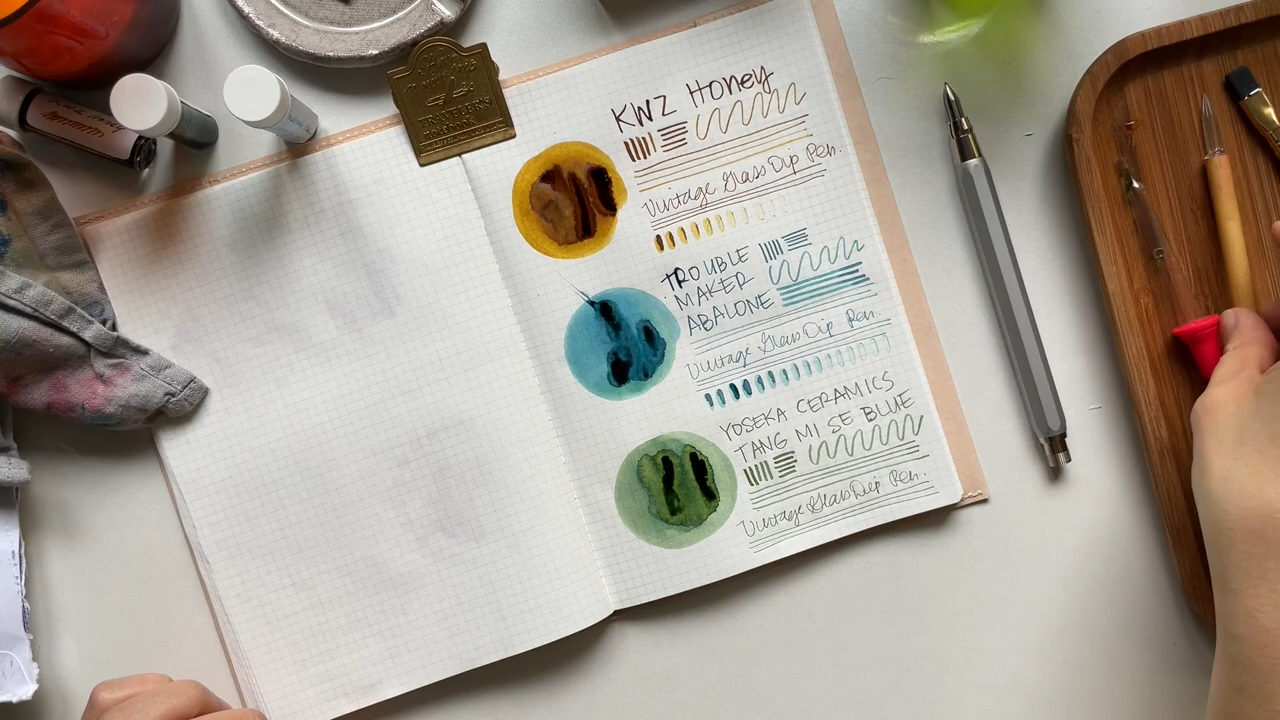 TRAVELER'S
KWZ Honey
Vintage Glass Dip Pen.
TROUBLE
MAKER
ABALONE
Vintage Glass Dip Pen.
YOSEKA CERAMICS
TANG MI SE BLUE
Vintage Glass Dip Pen.